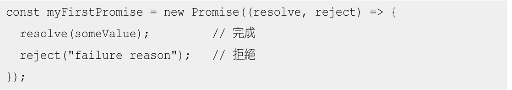 const myFirstPromise = new Promise((resolve, reject) => {
  resolve(someValue);         // 完成
  reject("failure reason");   // 拒絕
});